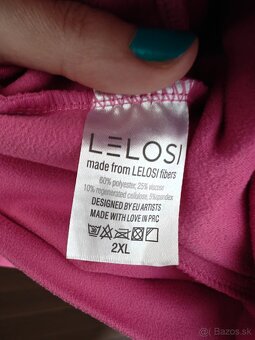 LELOSI
made from LELOSI fibers
60% polyester, 25% viscose
10% regenerated cellulose, 5%spandex
DESIGNED BY EU ARTISTS
MADE WITH LOVE IN PRC
2XL
Bazos.sk